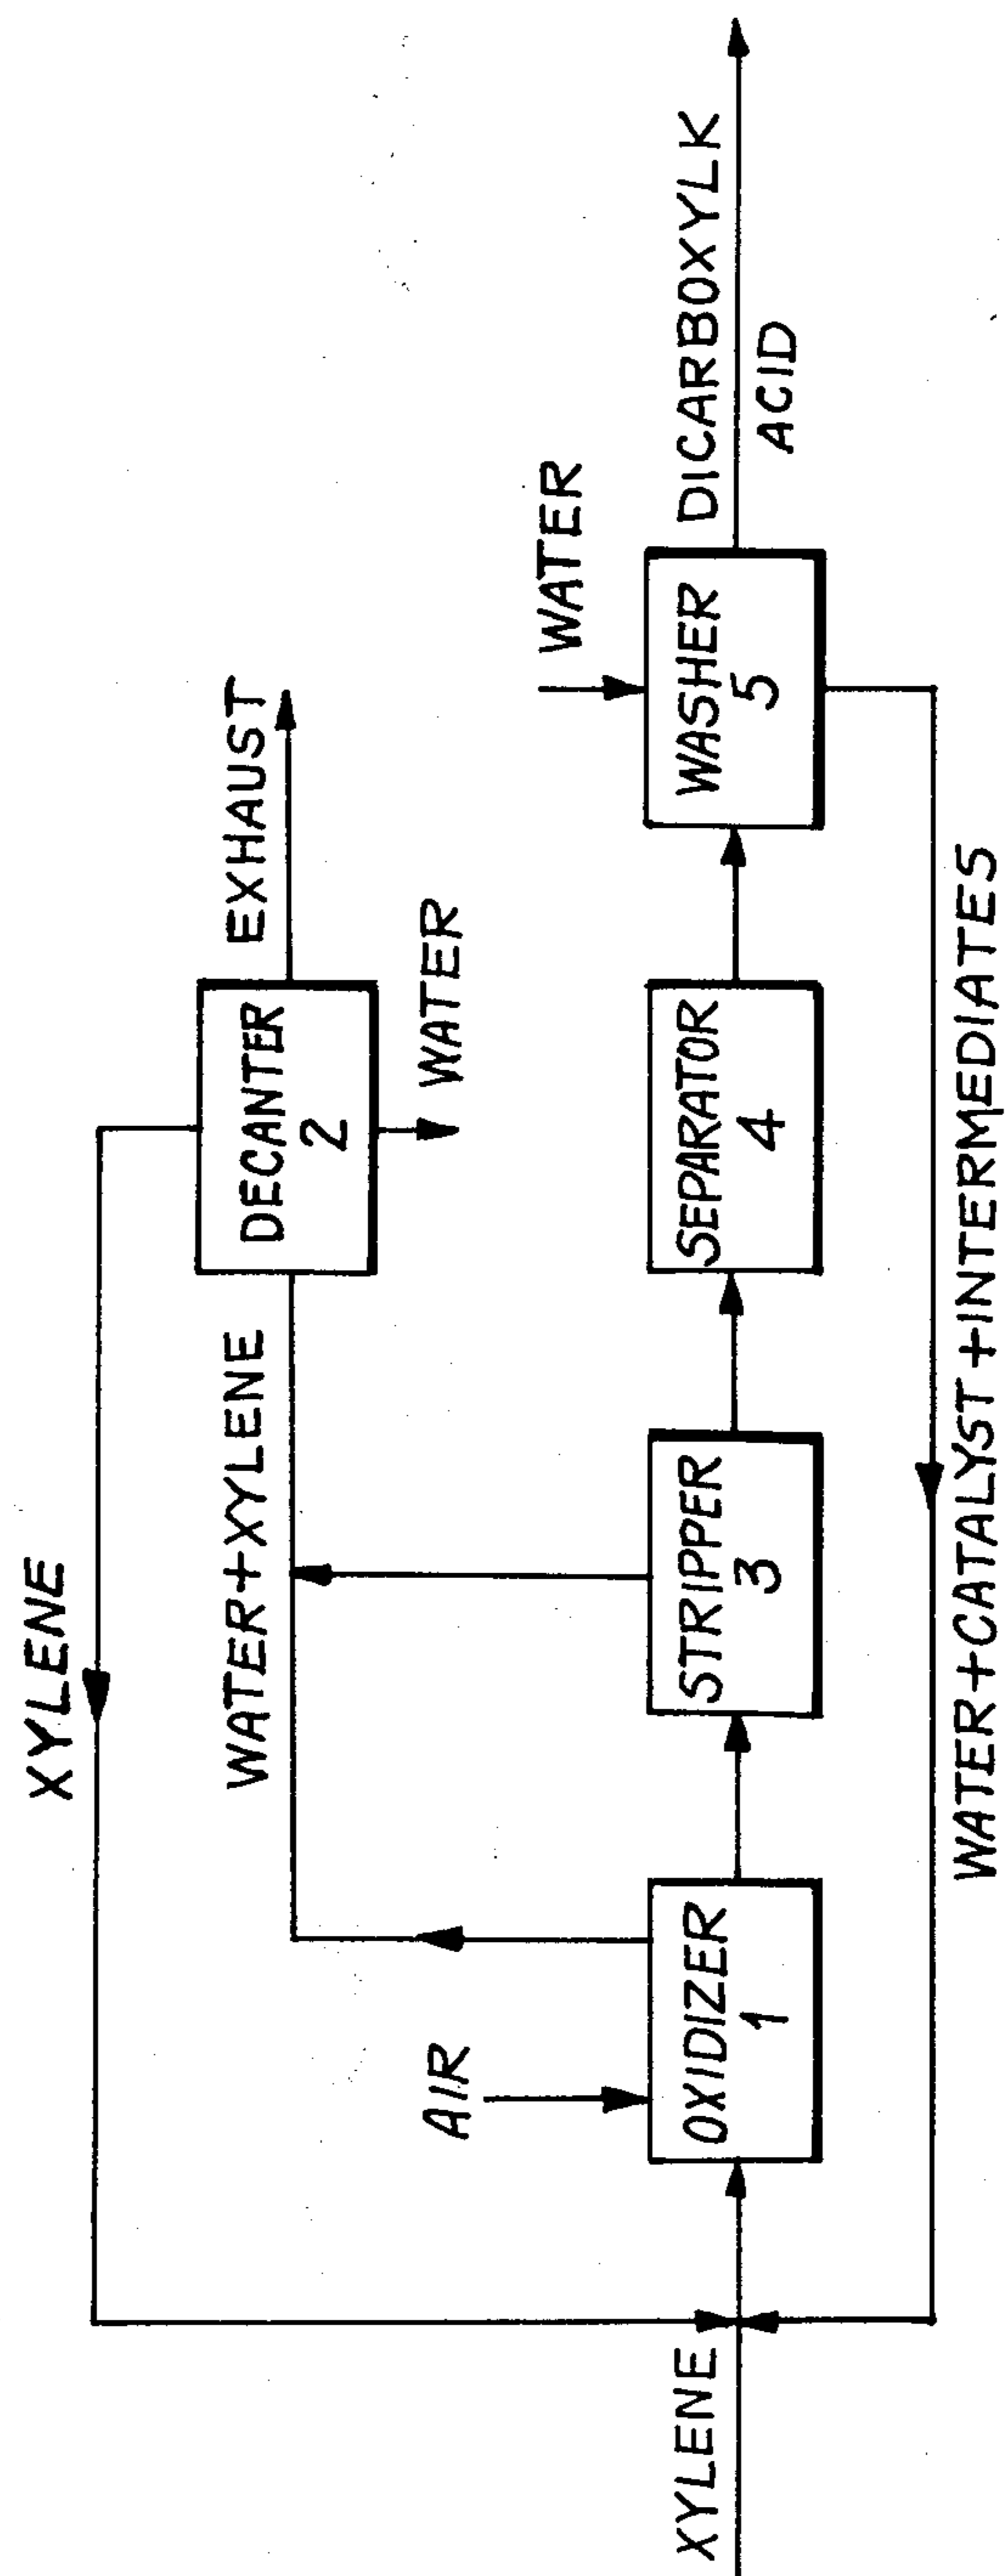 XYLENE
WATER+XYLENE
DECANTER
2
EXHAUST
WATER
AIR
WATER
XYLENE
OXIDIZER
1
STRIPPER
3
SEPARATOR
4
WASHER
5
DICARBOXYLK
ACID
WATER+CATALYST+INTERMEDIATES